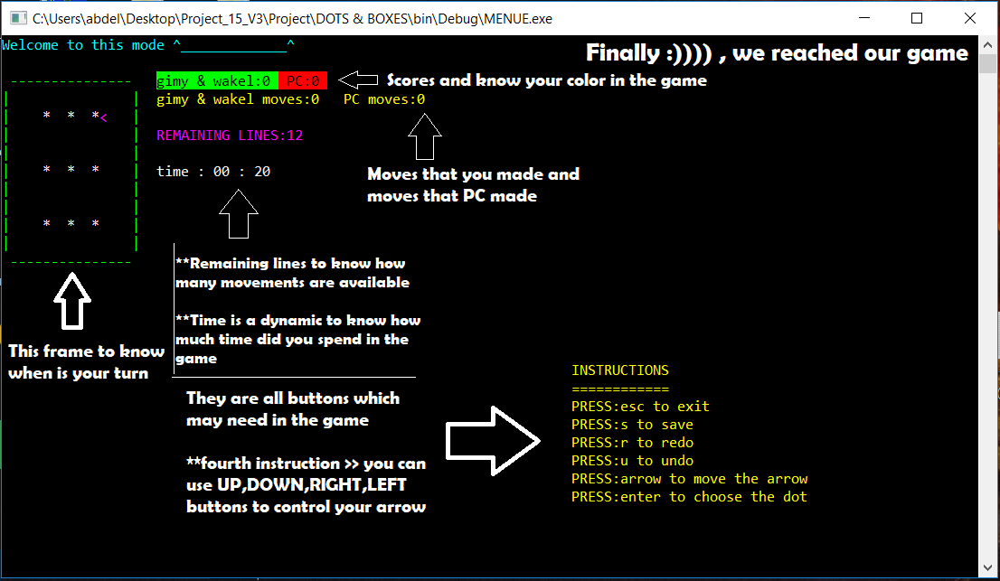 C:\Users\abdel\Desktop\Project_15_V3\Project\DOTS & BOXES\bin\Debug\MENUE.exe
Welcome to this mode ^_____________^
Finally :)))) , we reached our game
gimy & wakel:0 PC:0
Scores and know your color in the game
gimy & wakel moves:0 PC moves:0
* * *<
REMAINING LINES:12
* * *
time : 00 : 20
Moves that you made and
moves that PC made
* * *
**Remaining lines to know how
many movements are available
**Time is a dynamic to know how
much time did you spend in the
game
This frame to know
when is your turn
They are all buttons which
may need in the game
**fourth instruction >> you can
use UP,DOWN,RIGHT,LEFT
buttons to control your arrow
INSTRUCTIONS
============
PRESS:esc to exit
PRESS:s to save
PRESS:r to redo
PRESS:u to undo
PRESS:arrow to move the arrow
PRESS:enter to choose the dot